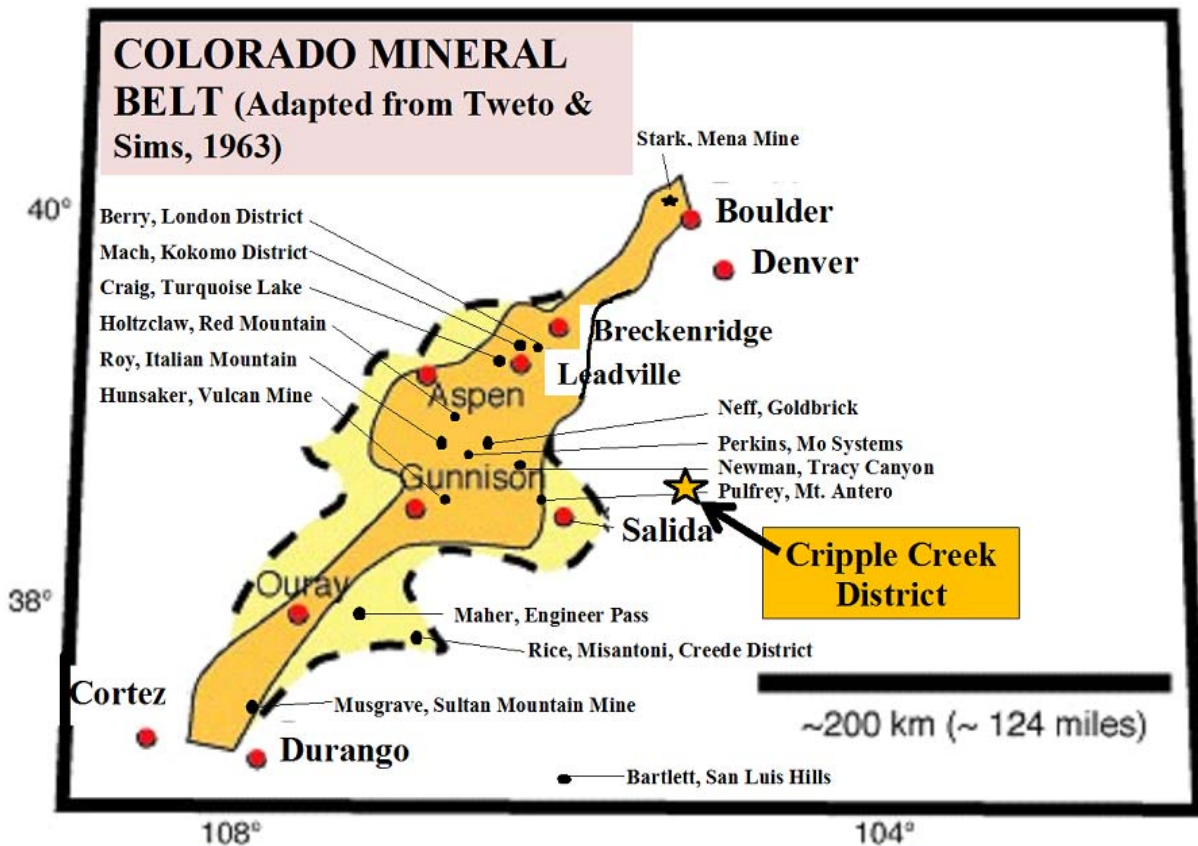 COLORADO MINERAL
BELT (Adapted from Tweto &
Sims, 1963)
Stark, Mena Mine
40°
Berry, London District
Boulder
Mach, Kokomo District
Denver
Craig, Turquoise Lake
Holtzclaw, Red Mountain
Breckenridge
Roy, Italian Mountain
Leadville
Hunsaker, Vulcan Mine
Aspen
Neff, Goldbrick
Perkins, Mo Systems
Newman, Tracy Canyon
Gunnison
Pulfrey, Mt. Antero
Salida
Cripple Creek
District
Ouray
38°
Maher, Engineer Pass
Rice, Misantoni, Creede District
Cortez
Musgrave, Sultan Mountain Mine
~200 km (~ 124 miles)
Durango
Bartlett, San Luis Hills
108°
104°